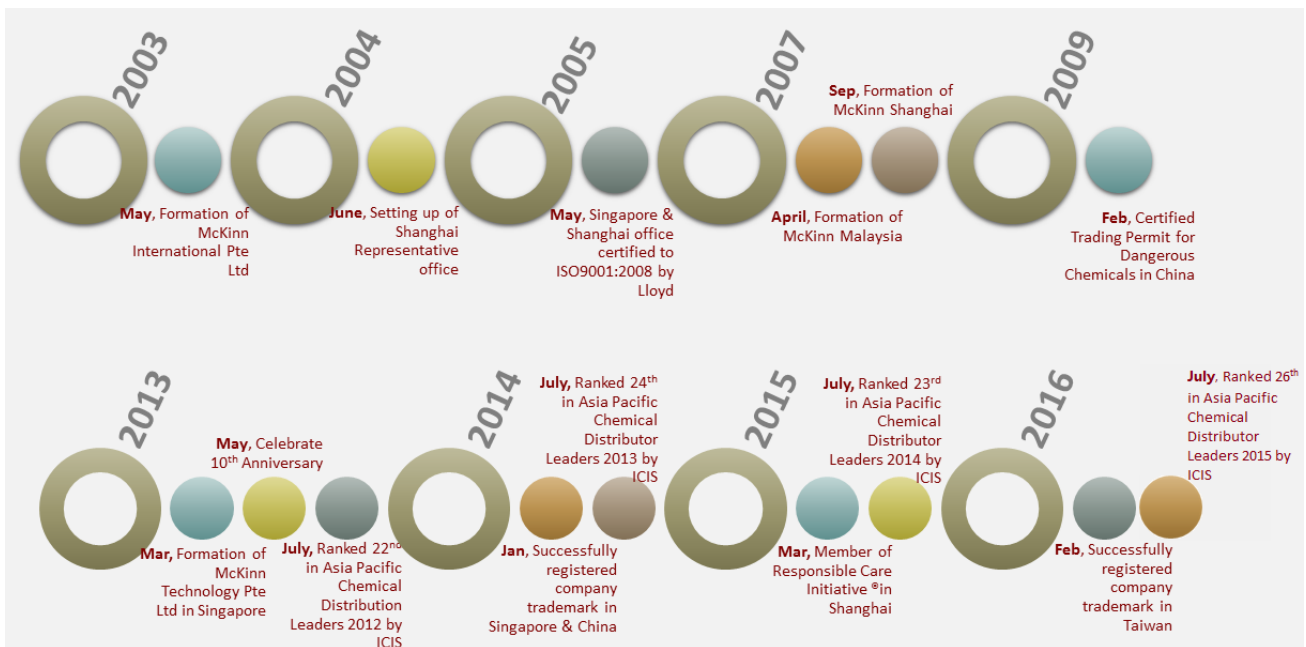 2003
May, Formation of
McKinn
International Pte
Ltd
2004
June, Setting up of
Shanghai
Representative
office
2005
May, Singapore &
Shanghai office
certified to
ISO9001:2008 by
Lloyd
2007
April, Formation of
McKinn Malaysia
Sep, Formation of
McKinn Shanghai
2009
Feb, Certified
Trading Permit for
Dangerous
Chemicals in China
2013
Mar, Formation of
McKinn
Technology Pte
Ltd in Singapore
May, Celebrate
10th Anniversary
July, Ranked 22nd
in Asia Pacific
Chemical
Distribution
Leaders 2012 by
ICIS
2014
Jan, Successfully
registered
company
trademark in
Singapore & China
July, Ranked 24th
in Asia Pacific
Chemical
Distributor
Leaders 2013 by
ICIS
2015
Mar, Member of
Responsible Care
Initiative ®in
Shanghai
July, Ranked 23rd
in Asia Pacific
Chemical
Distributor
Leaders 2014 by
ICIS
2016
Feb, Successfully
registered
company
trademark in
Taiwan
July, Ranked 26th
in Asia Pacific
Chemical
Distributor
Leaders 2015 by
ICIS